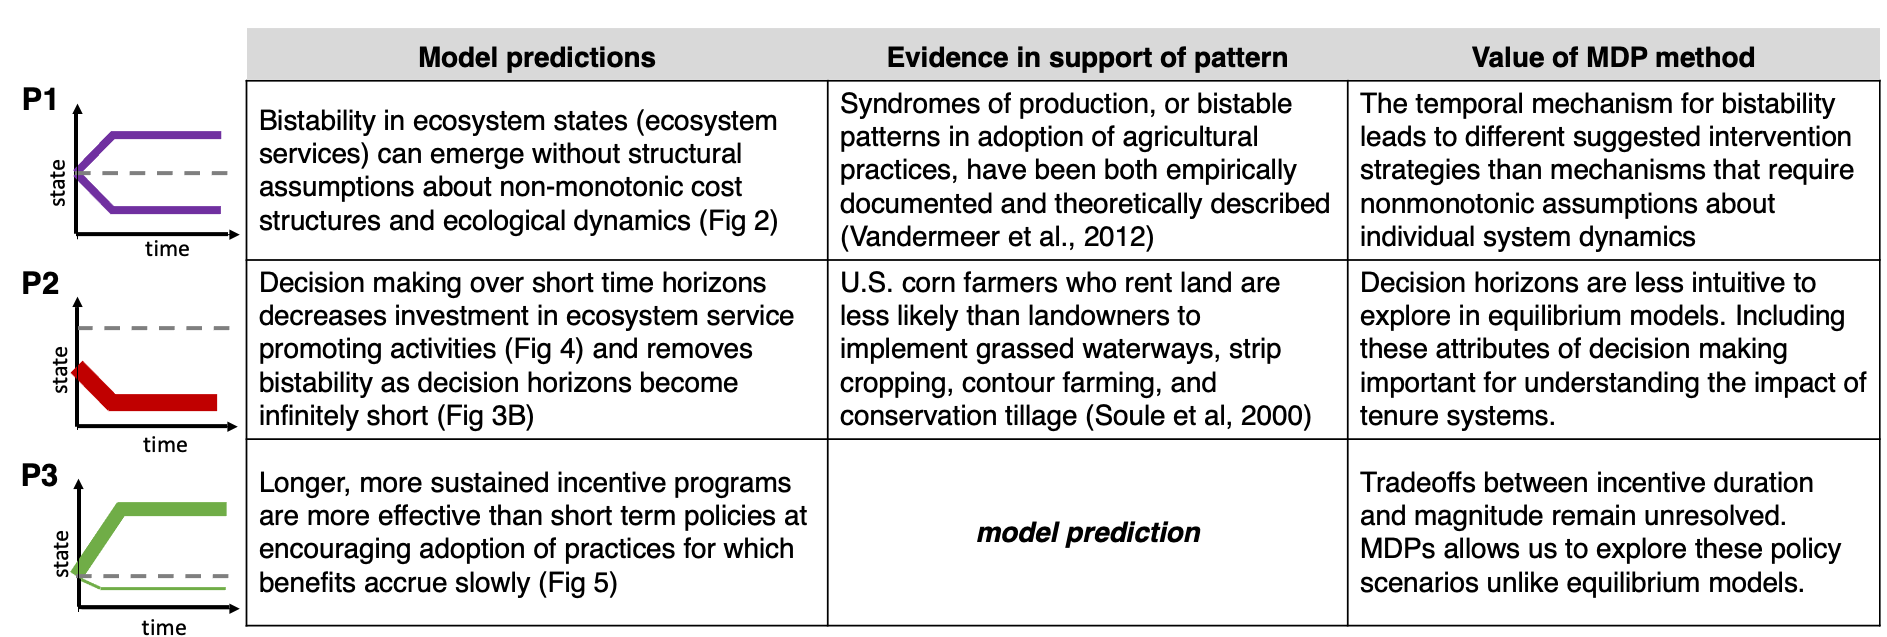 Model predictions
Evidence in support of pattern
Value of MDP method
P1
state
time
Bistability in ecosystem states (ecosystem
services) can emerge without structural
assumptions about non-monotonic cost
structures and ecological dynamics (Fig 2)
Syndromes of production, or bistable
patterns in adoption of agricultural
practices, have been both empirically
documented and theoretically described
(Vandermeer et al., 2012)
The temporal mechanism for bistability
leads to different suggested intervention
strategies than mechanisms that require
nonmonotonic assumptions about
individual system dynamics
P2
state
time
Decision making over short time horizons
decreases investment in ecosystem service
promoting activities (Fig 4) and removes
bistability as decision horizons become
infinitely short (Fig 3B)
U.S. corn farmers who rent land are
less likely than landowners to
implement grassed waterways, strip
cropping, contour farming, and
conservation tillage (Soule et al, 2000)
Decision horizons are less intuitive to
explore in equilibrium models. Including
these attributes of decision making
important for understanding the impact of
tenure systems.
P3
state
time
Longer, more sustained incentive programs
are more effective than short term policies at
encouraging adoption of practices for which
benefits accrue slowly (Fig 5)
model prediction
Tradeoffs between incentive duration
and magnitude remain unresolved.
MDPs allows us to explore these policy
scenarios unlike equilibrium models.